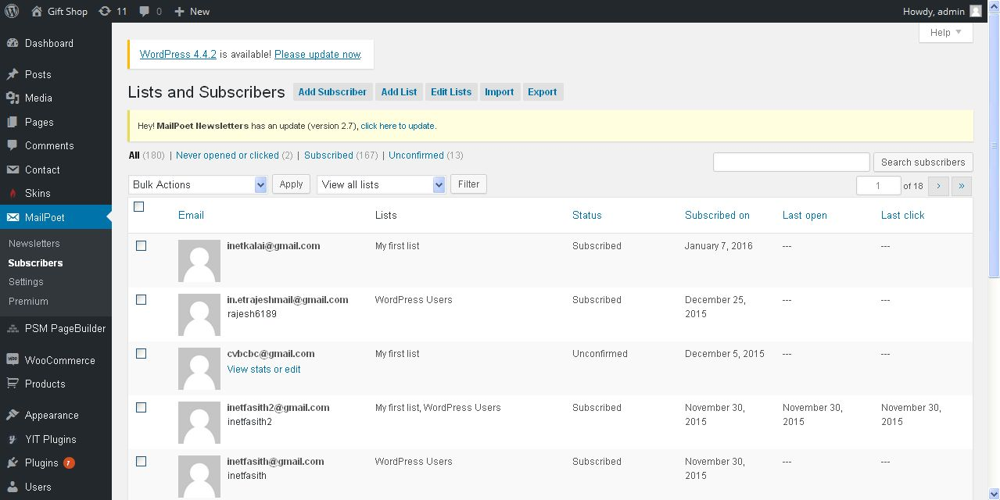 Gift Shop 11 0 New Howdy, admin
Help
Dashboard
Posts
Media
Pages
Comments
Contact
Skins
MailPoet
Newsletters
Subscribers
Settings
Premium
PSM PageBuilder
WooCommerce
Products
Appearance
YIT Plugins
Plugins
Users
WordPress 4.4.2 is available! Please update now.
Lists and Subscribers Add Subscriber Add List Edit Lists Import Export
Hey! MailPoet Newsletters has an update (version 2.7), click here to update.
All (180) | Never opened or clicked (2) | Subscribed (167) | Unconfirmed (13)
Search subscribers
Bulk Actions Apply View all lists Filter
1 of 18 › »
Email Lists Status Subscribed on Last open Last click
inetkalai@gmail.com My first list Subscribed January 7, 2016 --- ---
in.etrajeshmail@gmail.com WordPress Users Subscribed December 25, --- ---
rajesh6189 2015
cvbcbc@gmail.com My first list Unconfirmed December 5, 2015 --- ---
View stats or edit
inetfasith2@gmail.com My first list, WordPress Users Subscribed November 30, November 30, November 30,
inetfasith2 2015 2015 2015
inetfasith@gmail.com WordPress Users Subscribed November 30, --- ---
inetfasith 2015